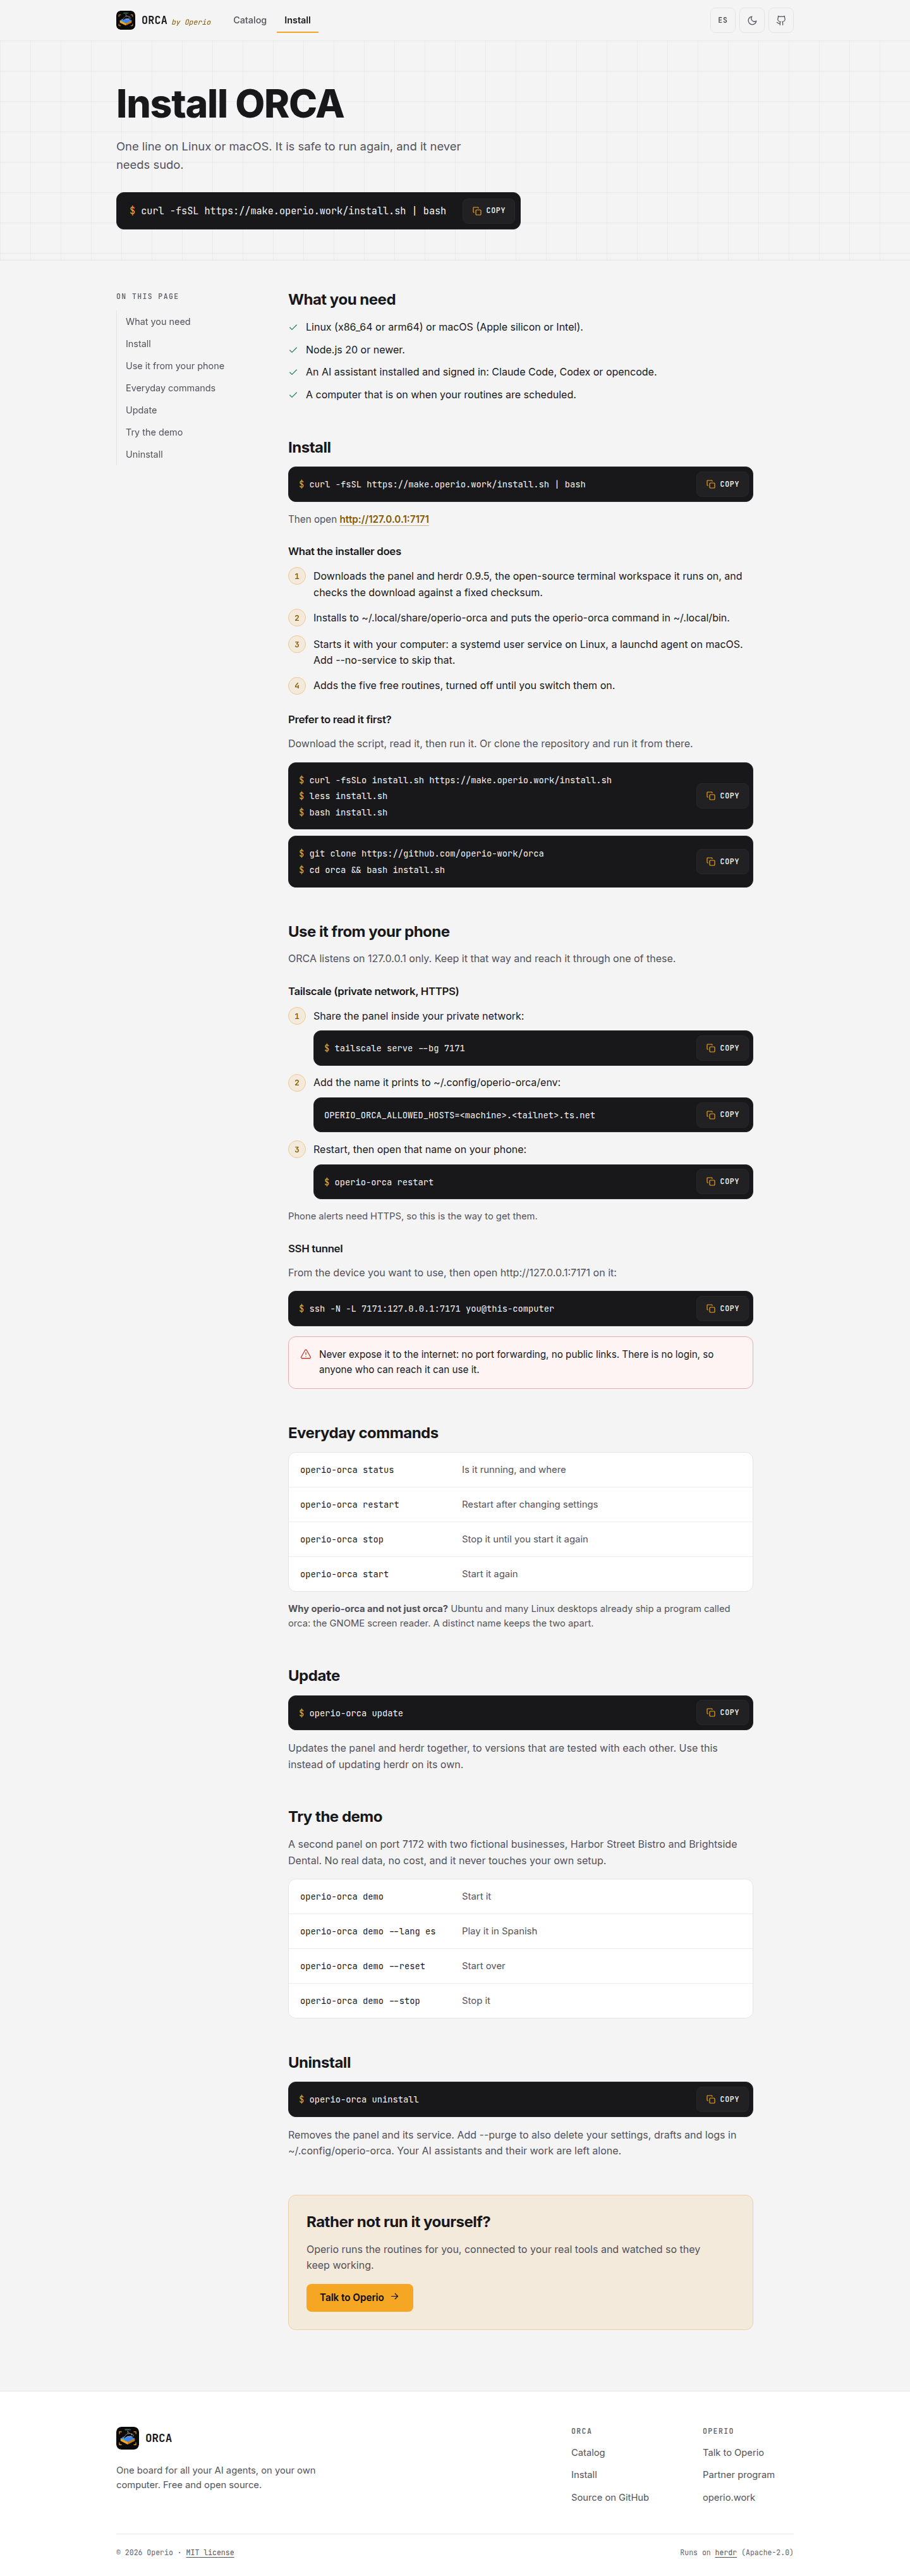 ORCA by Operio
Catalog
Install
ES
Install ORCA
One line on Linux or macOS. It is safe to run again, and it never
needs sudo.
$ curl -fsSL https://make.operio.work/install.sh | bash
COPY
ON THIS PAGE
What you need
Install
Use it from your phone
Everyday commands
Update
Try the demo
Uninstall
What you need
Linux (x86_64 or arm64) or macOS (Apple silicon or Intel).
Node.js 20 or newer.
An AI assistant installed and signed in: Claude Code, Codex or opencode.
A computer that is on when your routines are scheduled.
Install
$ curl -fsSL https://make.operio.work/install.sh | bash
COPY
Then open http://127.0.0.1:7171
What the installer does
1 Downloads the panel and herdr 0.9.5, the open-source terminal workspace it runs on, and
checks the download against a fixed checksum.
2 Installs to ~/.local/share/operio-orca and puts the operio-orca command in ~/.local/bin.
3 Starts it with your computer: a systemd user service on Linux, a launchd agent on macOS.
Add --no-service to skip that.
4 Adds the five free routines, turned off until you switch them on.
Prefer to read it first?
Download the script, read it, then run it. Or clone the repository and run it from there.
$ curl -fsSLo install.sh https://make.operio.work/install.sh
$ less install.sh
$ bash install.sh
COPY
$ git clone https://github.com/operio-work/orca
$ cd orca && bash install.sh
COPY
Use it from your phone
ORCA listens on 127.0.0.1 only. Keep it that way and reach it through one of these.
Tailscale (private network, HTTPS)
1 Share the panel inside your private network:
$ tailscale serve --bg 7171
COPY
2 Add the name it prints to ~/.config/operio-orca/env:
OPERIO_ORCA_ALLOWED_HOSTS=<machine>.<tailnet>.ts.net
COPY
3 Restart, then open that name on your phone:
$ operio-orca restart
COPY
Phone alerts need HTTPS, so this is the way to get them.
SSH tunnel
From the device you want to use, then open http://127.0.0.1:7171 on it:
$ ssh -N -L 7171:127.0.0.1:7171 you@this-computer
COPY
Never expose it to the internet: no port forwarding, no public links. There is no login, so
anyone who can reach it can use it.
Everyday commands
operio-orca status Is it running, and where
operio-orca restart Restart after changing settings
operio-orca stop Stop it until you start it again
operio-orca start Start it again
Why operio-orca and not just orca? Ubuntu and many Linux desktops already ship a program called
orca: the GNOME screen reader. A distinct name keeps the two apart.
Update
$ operio-orca update
COPY
Updates the panel and herdr together, to versions that are tested with each other. Use this
instead of updating herdr on its own.
Try the demo
A second panel on port 7172 with two fictional businesses, Harbor Street Bistro and Brightside
Dental. No real data, no cost, and it never touches your own setup.
operio-orca demo Start it
operio-orca demo --lang es Play it in Spanish
operio-orca demo --reset Start over
operio-orca demo --stop Stop it
Uninstall
$ operio-orca uninstall
COPY
Removes the panel and its service. Add --purge to also delete your settings, drafts and logs in
~/.config/operio-orca. Your AI assistants and their work are left alone.
Rather not run it yourself?
Operio runs the routines for you, connected to your real tools and watched so they
keep working.
Talk to Operio
ORCA
One board for all your AI agents, on your own
computer. Free and open source.
ORCA
Catalog
Install
Source on GitHub
OPERIO
Talk to Operio
Partner program
operio.work
© 2026 Operio · MIT license
Runs on herdr (Apache-2.0)